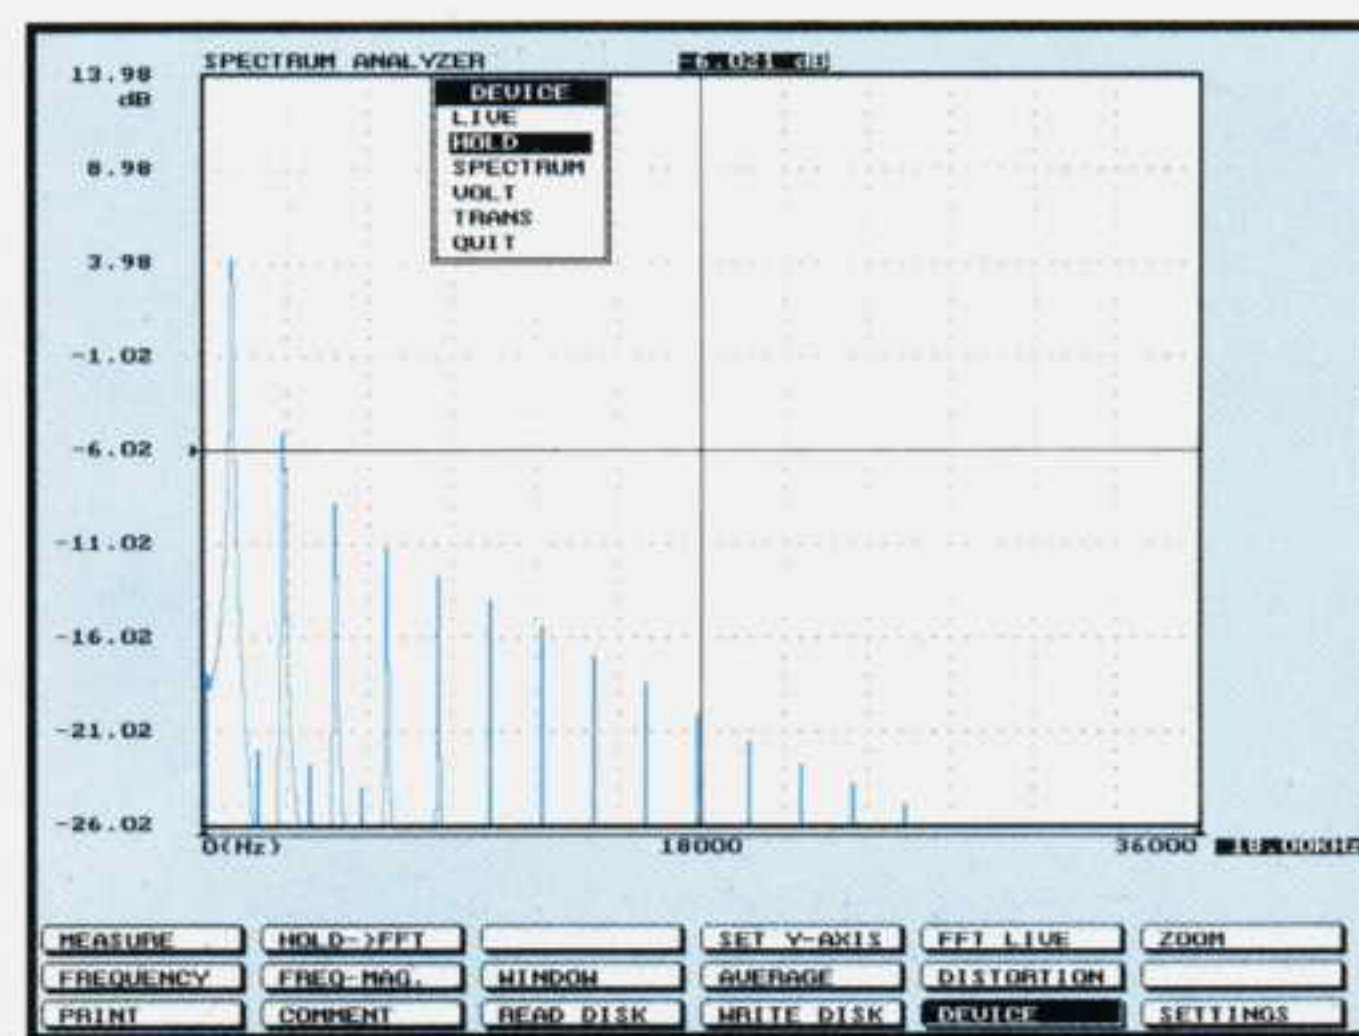 SPECTRUM ANALYZER
13.98
dB
DEVICE
LIVE
HOLD
SPECTRUM
VOLT
TRANS
QUIT
8.98
3.98
-1.02
-6.02
-11.02
-16.02
-21.02
-26.02
0(Hz) 18000 36000
MEASURE HOLD->FFT SET Y-AXIS FFT LIVE ZOOM
FREQUENCY FREQ-MAG. WINDOW AVERAGE DISTORTION
PRINT COMMENT READ DISK WRITE DISK DEVICE SETTINGS